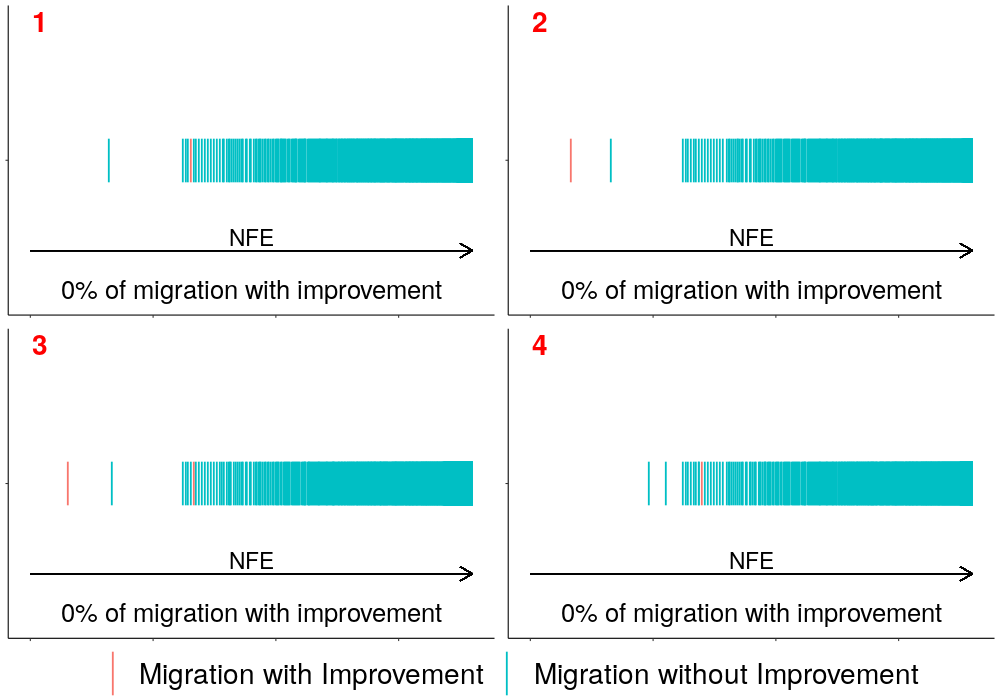 1
NFE
0% of migration with improvement
2
NFE
0% of migration with improvement
3
NFE
0% of migration with improvement
4
NFE
0% of migration with improvement
Migration with Improvement
Migration without Improvement